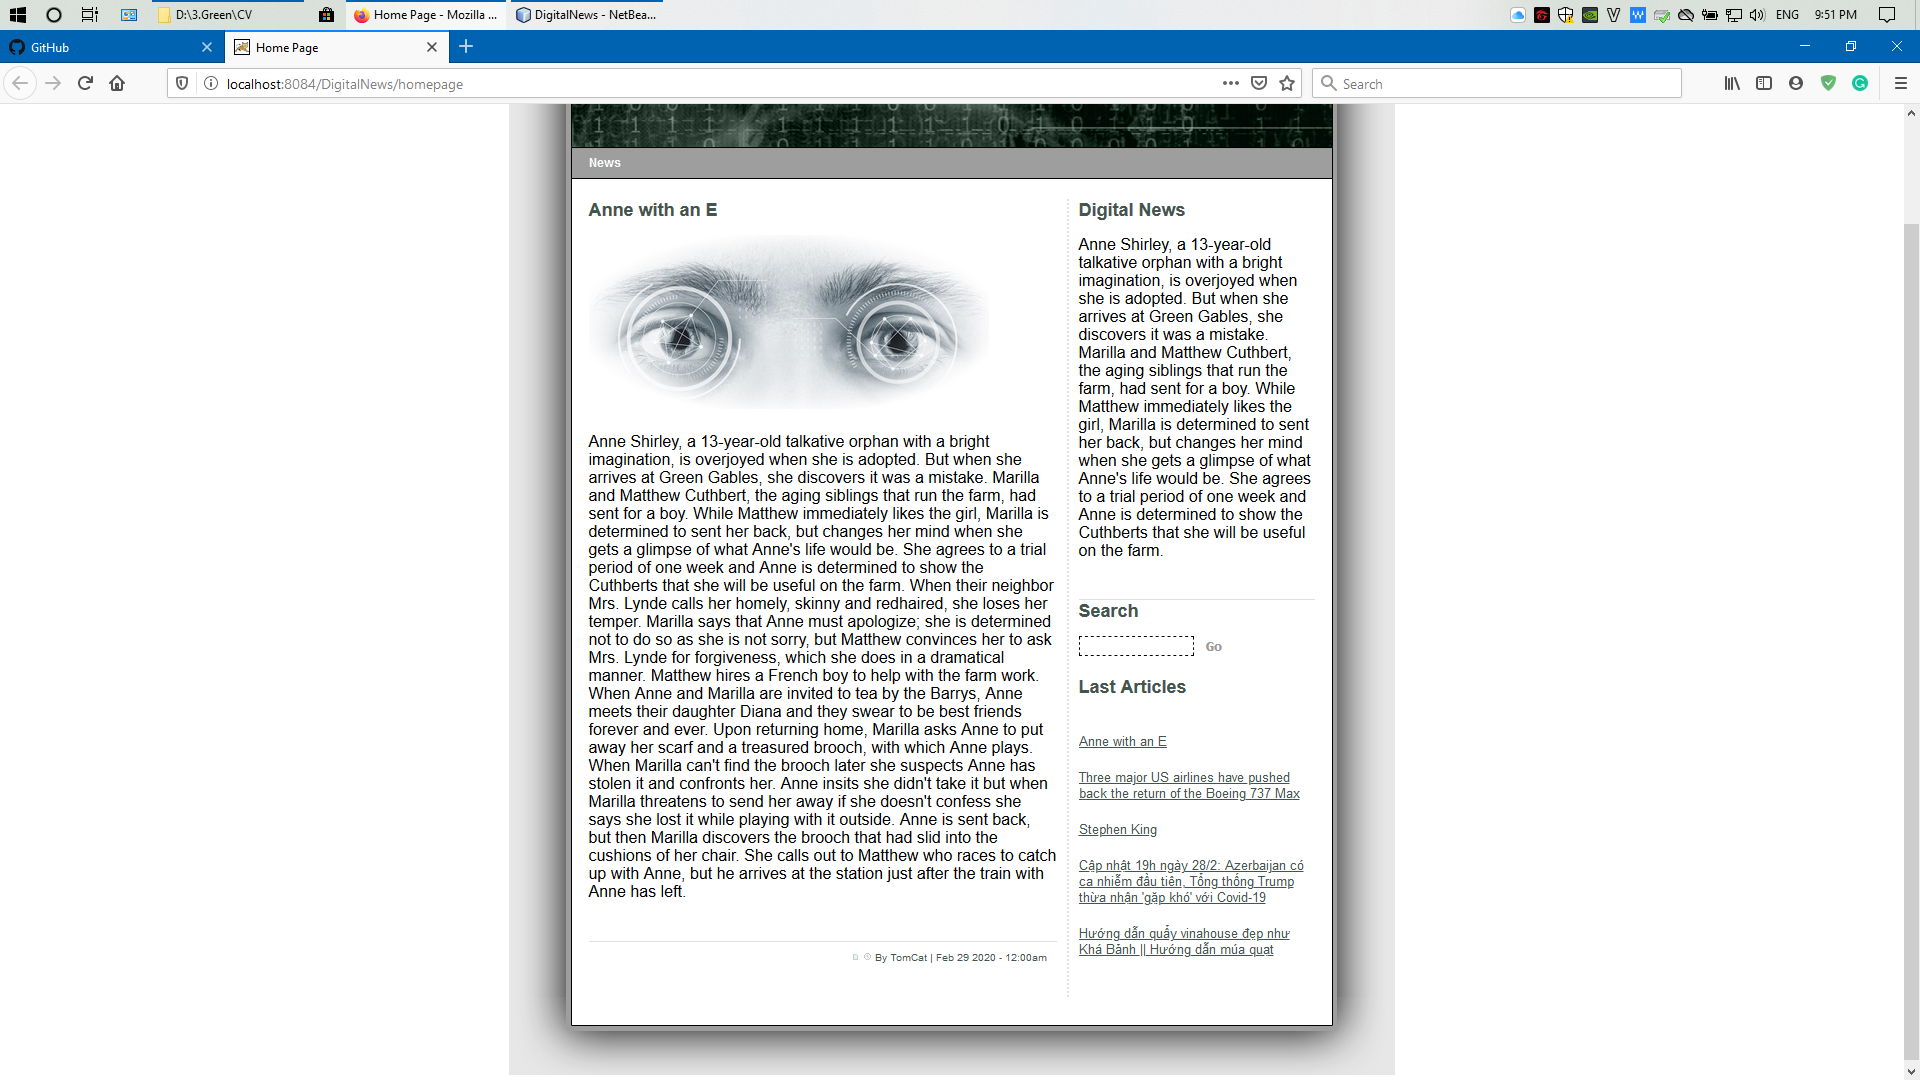 D:\3.Green\CV
Home Page - Mozilla ...
DigitalNews - NetBea...
ENG
9:51 PM
GitHub
Home Page
localhost:8084/DigitalNews/homepage
Search
News
Anne with an E
Anne Shirley, a 13-year-old talkative orphan with a bright
imagination, is overjoyed when she is adopted. But when she
arrives at Green Gables, she discovers it was a mistake. Marilla
and Matthew Cuthbert, the aging siblings that run the farm, had
sent for a boy. While Matthew immediately likes the girl, Marilla is
determined to sent her back, but changes her mind when she
gets a glimpse of what Anne's life would be. She agrees to a trial
period of one week and Anne is determined to show the
Cuthberts that she will be useful on the farm. When their neighbor
Mrs. Lynde calls her homely, skinny and redhaired, she loses her
temper. Marilla says that Anne must apologize; she is determined
not to do so as she is not sorry, but Matthew convinces her to ask
Mrs. Lynde for forgiveness, which she does in a dramatical
manner. Matthew hires a French boy to help with the farm work.
When Anne and Marilla are invited to tea by the Barrys, Anne
meets their daughter Diana and they swear to be best friends
forever and ever. Upon returning home, Marilla asks Anne to put
away her scarf and a treasured brooch, with which Anne plays.
When Marilla can't find the brooch later she suspects Anne has
stolen it and confronts her. Anne insits she didn't take it but when
Marilla threatens to send her away if she doesn't confess she
says she lost it while playing with it outside. Anne is sent back,
but then Marilla discovers the brooch that had slid into the
cushions of her chair. She calls out to Matthew who races to catch
up with Anne, but he arrives at the station just after the train with
Anne has left.
By TomCat | Feb 29 2020 - 12:00am
Digital News
Anne Shirley, a 13-year-old
talkative orphan with a bright
imagination, is overjoyed when
she is adopted. But when she
arrives at Green Gables, she
discovers it was a mistake.
Marilla and Matthew Cuthbert,
the aging siblings that run the
farm, had sent for a boy. While
Matthew immediately likes the
girl, Marilla is determined to sent
her back, but changes her mind
when she gets a glimpse of what
Anne's life would be. She agrees
to a trial period of one week and
Anne is determined to show the
Cuthberts that she will be useful
on the farm.
Search
Go
Last Articles
Anne with an E
Three major US airlines have pushed
back the return of the Boeing 737 Max
Stephen King
Cập nhật 19h ngày 28/2: Azerbaijan có
ca nhiễm đầu tiên, Tổng thống Trump
thừa nhận 'gặp khó' với Covid-19
Hướng dẫn quẩy vinahouse đẹp như
Khá Bảnh || Hướng dẫn múa quạt